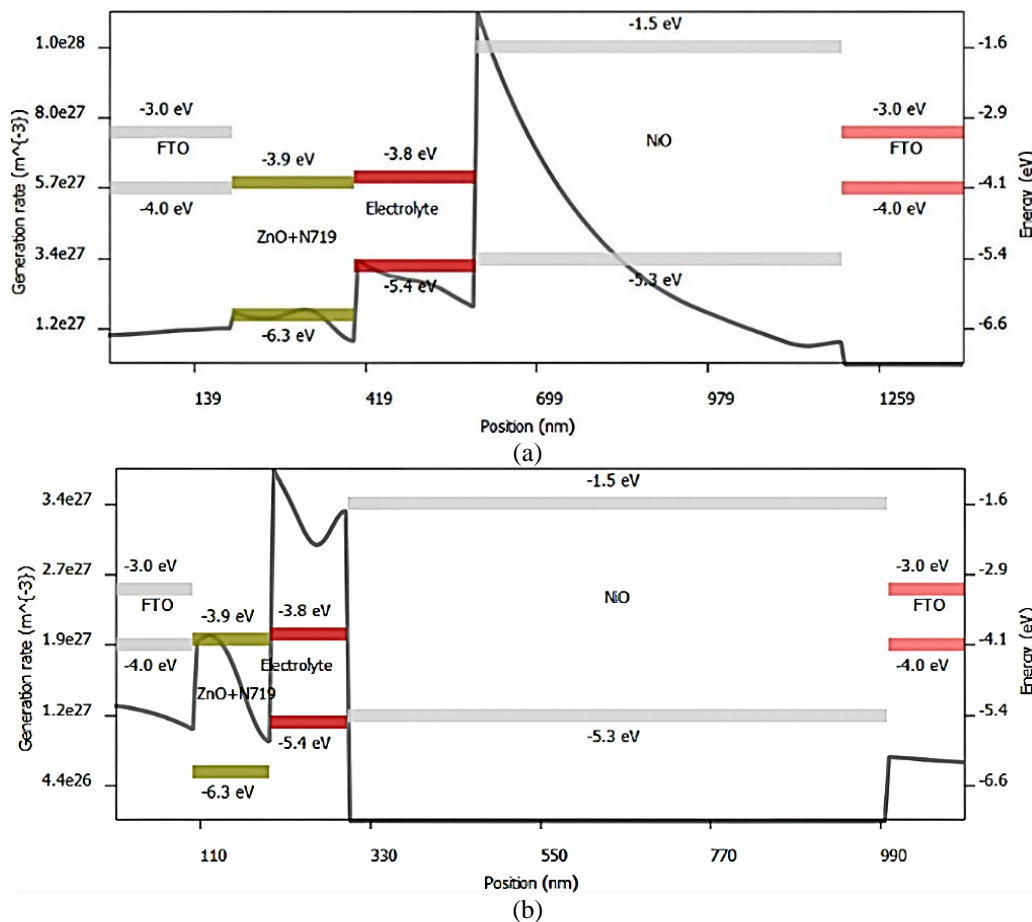 -1.5 eV
1.0e28
-1.6
-3.0 eV
-3.0 eV
8.0e27
-2.9
FTO
NiO
FTO
-3.9 eV
-3.8 eV
5.7e27
-4.1
-4.0 eV
-4.0 eV
Electrolyte
ZnO+N719
3.4e27
-5.4
-5.4 eV
-5.3 eV
1.2e27
-6.3 eV
-6.6
Generation rate (m^{-3})
Energy (eV)
139 419 699 979 1259
Position (nm)
(a)
-1.5 eV
3.4e27
-1.6
-3.0 eV
-3.0 eV
2.7e27
-2.9
FTO
NiO
FTO
-3.9 eV
-3.8 eV
1.9e27
-4.1
-4.0 eV
Electrolyte
-4.0 eV
ZnO+N719
1.2e27
-5.4
-5.4 eV
-5.3 eV
4.4e26
-6.3 eV
-6.6
Generation rate (m^{-3})
Energy (eV)
110 330 550 770 990
Position (nm)
(b)